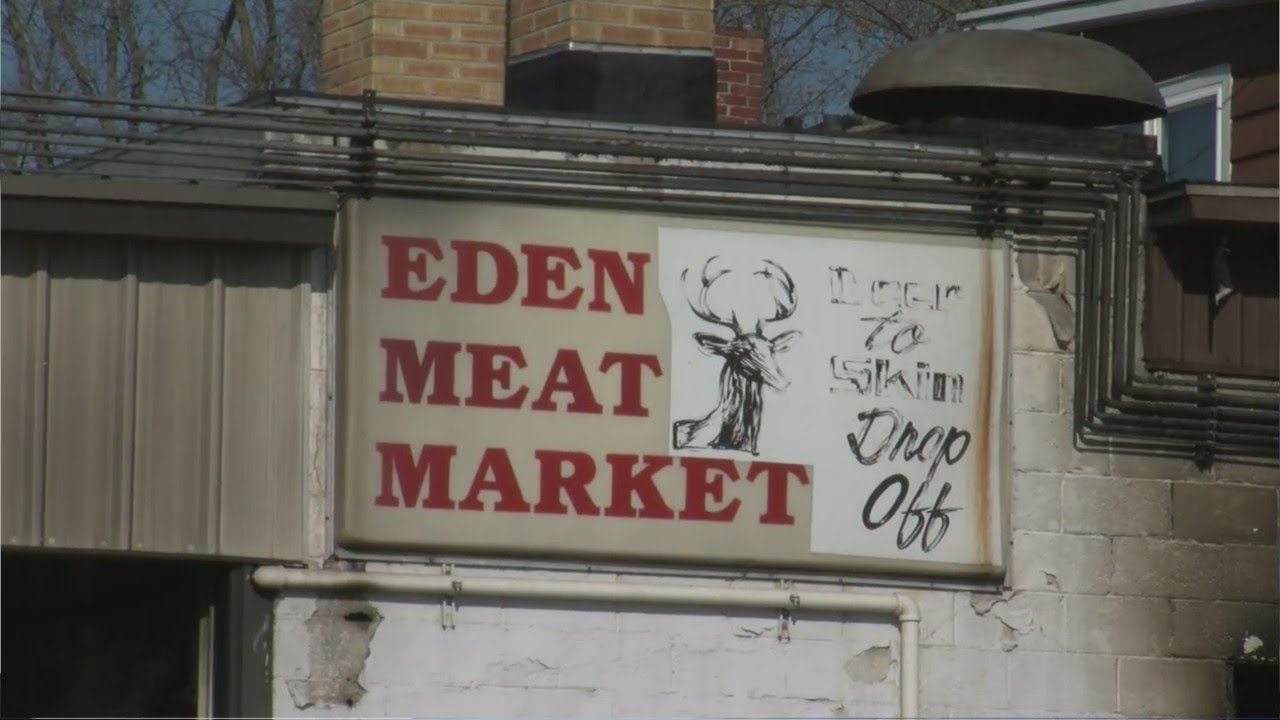 EDEN
MEAT
MARKET
Deer
to
Skin
Drop
Off